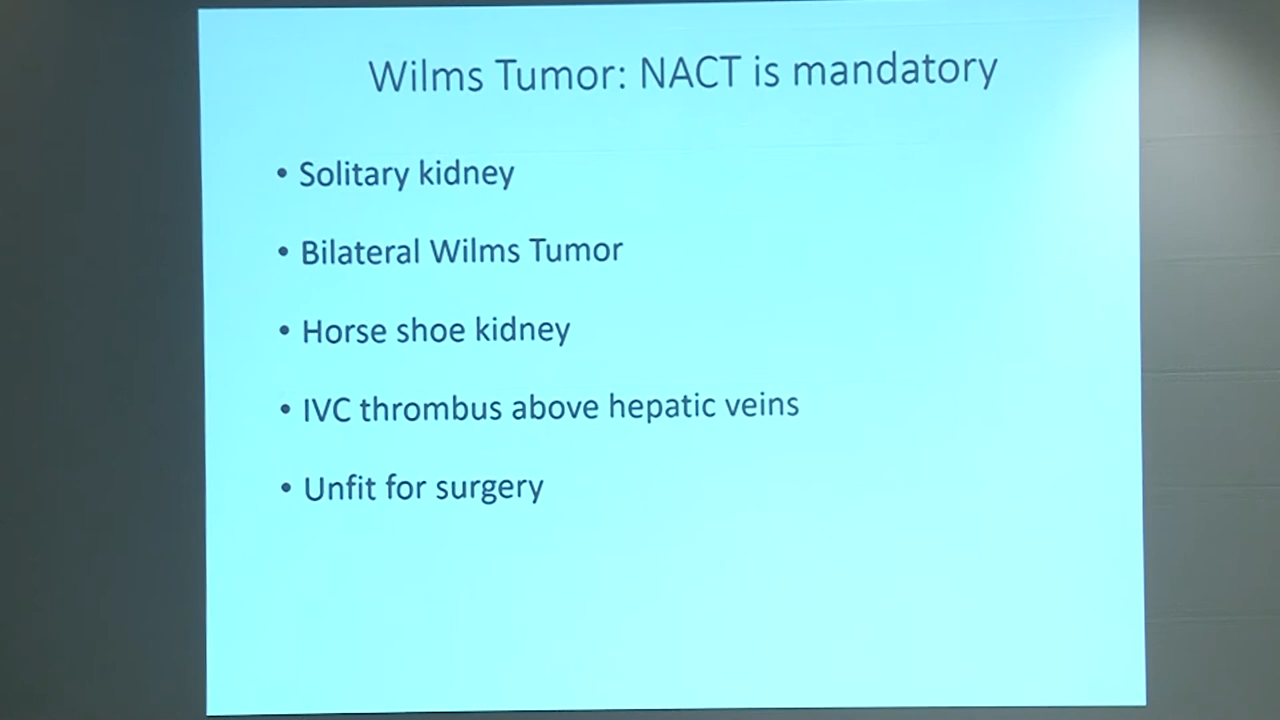 Wilms Tumor: NACT is mandatory
• Solitary kidney
• Bilateral Wilms Tumor
• Horse shoe kidney
• IVC thrombus above hepatic veins
• Unfit for surgery